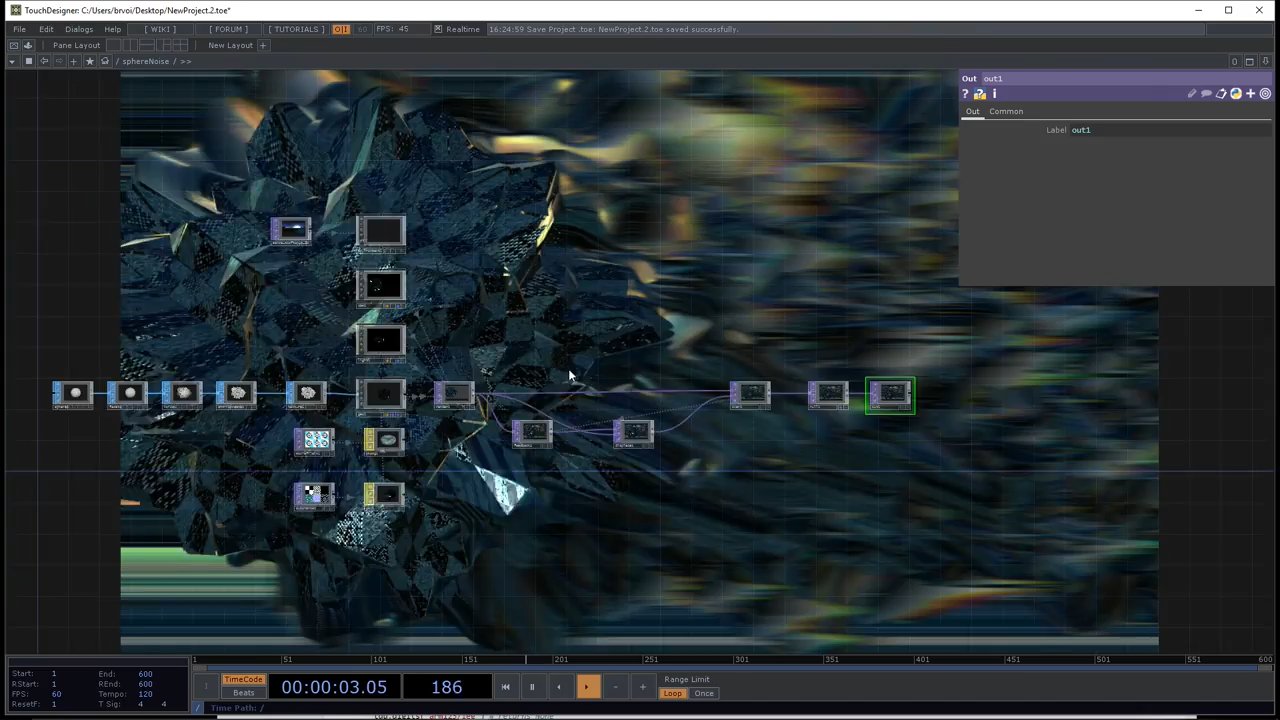 TouchDesigner: C:/Users/brvoi/Desktop/NewProject.2.toe*
File Edit Dialogs Help [ WIKI ] [ FORUM ] [ TUTORIALS ] O|I 60 FPS: 45 Realtime 16:24:59 Save Project .toe: NewProject.2.toe saved successfully.
Pane Layout New Layout +
/ sphereNoise / >> 0
Out out1
? i
Out Common
Label out1
1 51 101 151 201 251 301 351 401 451 501 551 600
Start: 1 End: 600
RStart: 1 REnd: 600
FPS: 60 Tempo: 120
ResetF: 1 T Sig: 4 4
TimeCode
Beats
00:00:03.05 186
Range Limit
Loop Once
/ Time Path: /